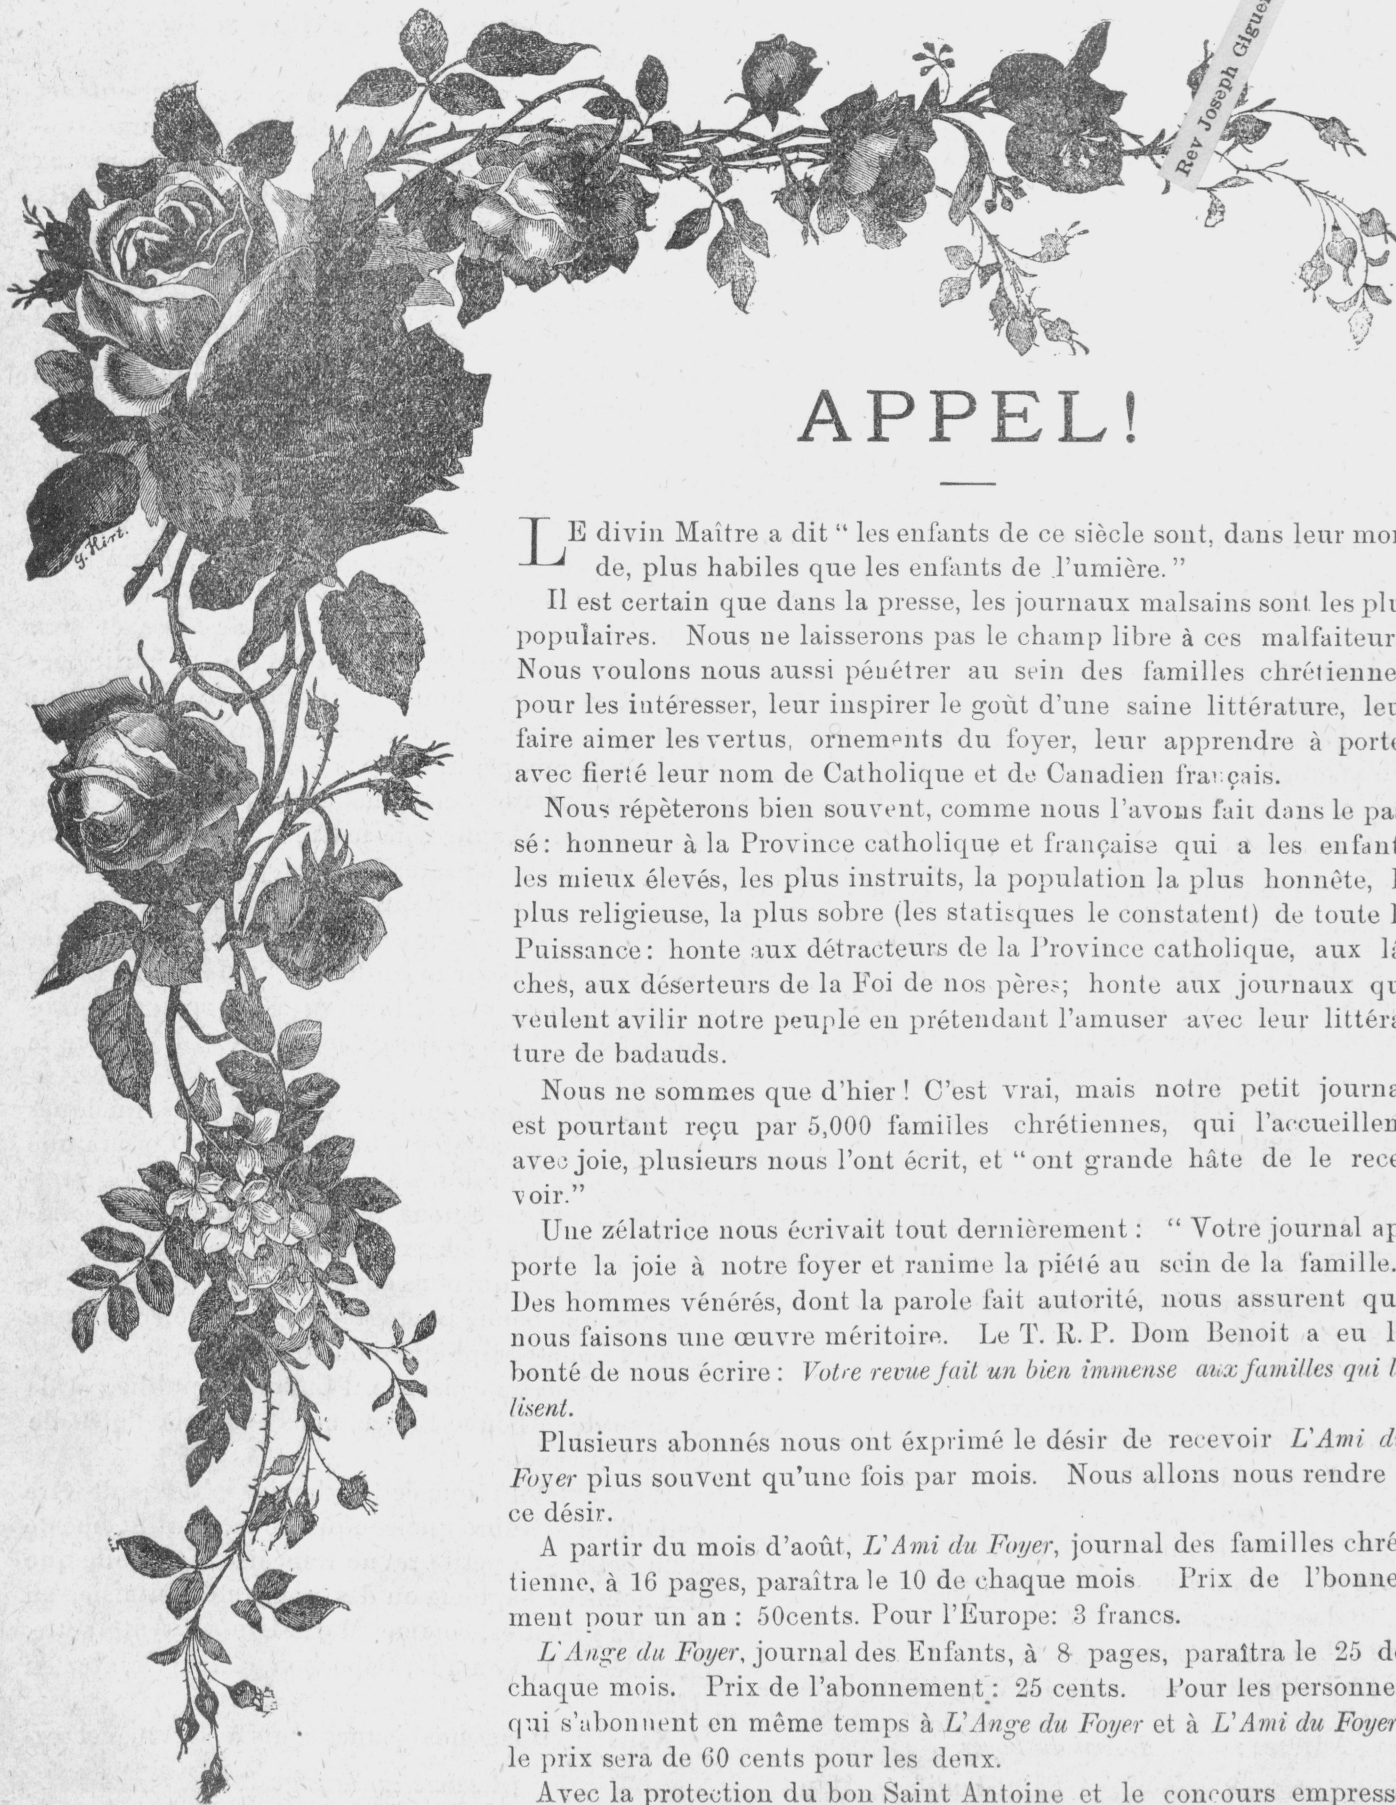 Rev Joseph Giguer
APPEL!
LE divin Maître a dit “ les enfants de ce siècle sont, dans leur mon
de, plus habiles que les enfants de l'umière. ”
Il est certain que dans la presse, les journaux malsains sont les plu
populaires. Nous ne laisserons pas le champ libre à ces malfaiteur
Nous voulons nous aussi pénétrer au sein des familles chrétienne
pour les intéresser, leur inspirer le goût d'une saine littérature, leu
faire aimer les vertus, ornements du foyer, leur apprendre à porte
avec fierté leur nom de Catholique et de Canadien français.
Nous répèterons bien souvent, comme nous l'avons fait dans le pa
sé: honneur à la Province catholique et française qui a les enfant
les mieux élevés, les plus instruits, la population la plus honnête, l
plus religieuse, la plus sobre (les statisques le constatent) de toute l
Puissance: honte aux détracteurs de la Province catholique, aux lâ
ches, aux déserteurs de la Foi de nos pères; honte aux journaux qu
veulent avilir notre peuple en prétendant l'amuser avec leur littéra
ture de badauds.
Nous ne sommes que d'hier ! C'est vrai, mais notre petit journa
est pourtant reçu par 5,000 familles chrétiennes, qui l'accueillen
avec joie, plusieurs nous l'ont écrit, et “ ont grande hâte de le rece
voir.”
Une zélatrice nous écrivait tout dernièrement : “ Votre journal ap
porte la joie à notre foyer et ranime la piété au sein de la famille.
Des hommes vénérés, dont la parole fait autorité, nous assurent qu
nous faisons une œuvre méritoire. Le T. R. P. Dom Benoit a eu l
bonté de nous écrire : Votre revue fait un bien immense aux familles qui l
lisent.
Plusieurs abonnés nous ont éxprimé le désir de recevoir L'Ami d
Foyer plus souvent qu'une fois par mois. Nous allons nous rendre
ce désir.
A partir du mois d'août, L'Ami du Foyer, journal des familles chré
tienne, à 16 pages, paraîtra le 10 de chaque mois Prix de l'bonne
ment pour un an : 50cents. Pour l'Europe: 3 francs.
L'Ange du Foyer, journal des Enfants, à 8 pages, paraîtra le 25 d
chaque mois. Prix de l'abonnement : 25 cents. Pour les personne
qui s'abonnent en même temps à L'Ange du Foyer et à L'Ami du Foyer
le prix sera de 60 cents pour les deux.
Avec la protection du bon Saint Antoine et le concours empress
G. Hirt.